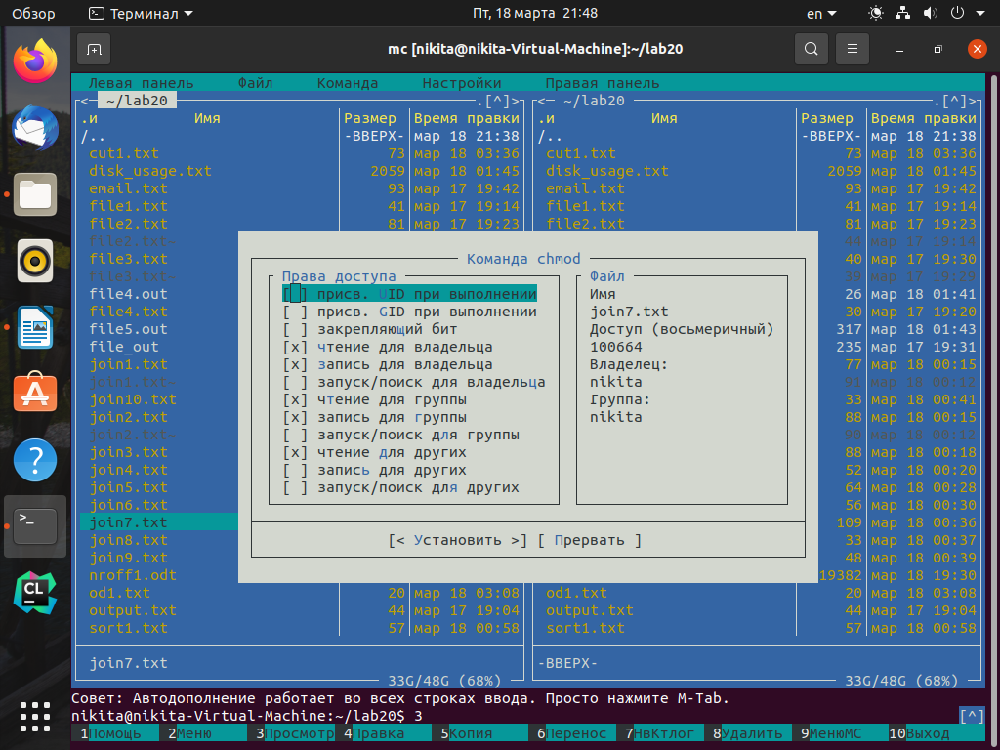 Обзор Терминал Пт, 18 марта 21:48 en
mc [nikita@nikita-Virtual-Machine]:~/lab20
Левая панель Файл Команда Настройки Правая панель
<─ ~/lab20 .[^]> <─ ~/lab20 .[^]>
.и Имя Размер Время правки .и Имя Размер Время правки
/.. -ВВЕРХ- мар 18 21:38 /.. -ВВЕРХ- мар 18 21:38
cut1.txt 73 мар 18 03:36 cut1.txt 73 мар 18 03:36
disk_usage.txt 2059 мар 18 01:45 disk_usage.txt 2059 мар 18 01:45
email.txt 93 мар 17 19:42 email.txt 93 мар 17 19:42
file1.txt 41 мар 17 19:14 file1.txt 41 мар 17 19:14
file2.txt 81 мар 17 19:23 file2.txt 81 мар 17 19:23
file2.txt~ 44 мар 17 19:14
Команда chmod
file3.txt 40 мар 17 19:30
Права доступа Файл
file3.txt~ 39 мар 17 19:29
file4.out [ ] присв. UID при выполнении Имя 26 мар 18 01:41
file4.txt [ ] присв. GID при выполнении join7.txt 30 мар 17 19:20
file5.out [ ] закрепляющий бит Доступ (восьмеричный) 317 мар 18 01:43
file_out [x] чтение для владельца 100664 235 мар 17 19:31
join1.txt [x] запись для владельца Владелец: 77 мар 18 00:15
join1.txt~ [ ] запуск/поиск для владельца nikita 91 мар 18 00:12
join10.txt [x] чтение для группы Группа: 33 мар 18 00:41
join2.txt [x] запись для группы nikita 88 мар 18 00:15
join2.txt~ [ ] запуск/поиск для группы 90 мар 18 00:12
join3.txt [x] чтение для других 88 мар 18 00:18
join4.txt [ ] запись для других 52 мар 18 00:20
join5.txt [ ] запуск/поиск для других 64 мар 18 00:28
join6.txt 56 мар 18 00:30
join7.txt 109 мар 18 00:36
join8.txt [< Установить >] [ Прервать ] 33 мар 18 00:37
join9.txt 48 мар 18 00:39
nroff1.odt 19382 мар 18 19:30
od1.txt 20 мар 18 03:08 od1.txt 20 мар 18 03:08
output.txt 44 мар 17 19:04 output.txt 44 мар 17 19:04
sort1.txt 57 мар 18 00:58 sort1.txt 57 мар 18 00:58
join7.txt -ВВЕРХ-
33G/48G (68%) 33G/48G (68%)
Совет: Автодополнение работает во всех строках ввода. Просто нажмите M-Tab.
nikita@nikita-Virtual-Machine:~/lab20$ 3 [^]
1Помощь 2Меню 3Просмотр 4Правка 5Копия 6Перенос 7НвКтлог 8Удалить 9МенюМС 10Выход
CL